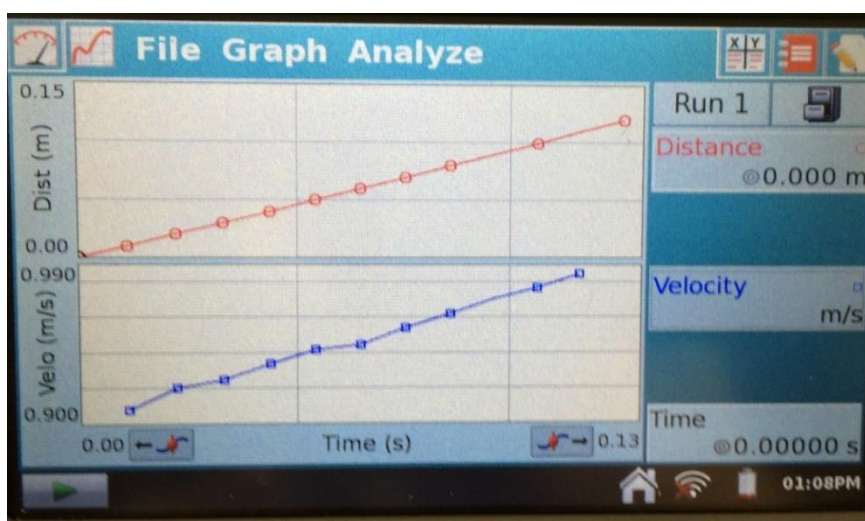 File Graph Analyze
X Y
0.15
Dist (m)
0.00
0.990
Velo (m/s)
0.900
0.00
Time (s)
0.13
Run 1
Distance
0.000 m
Velocity
m/s
Time
0.00000 s
01:08PM